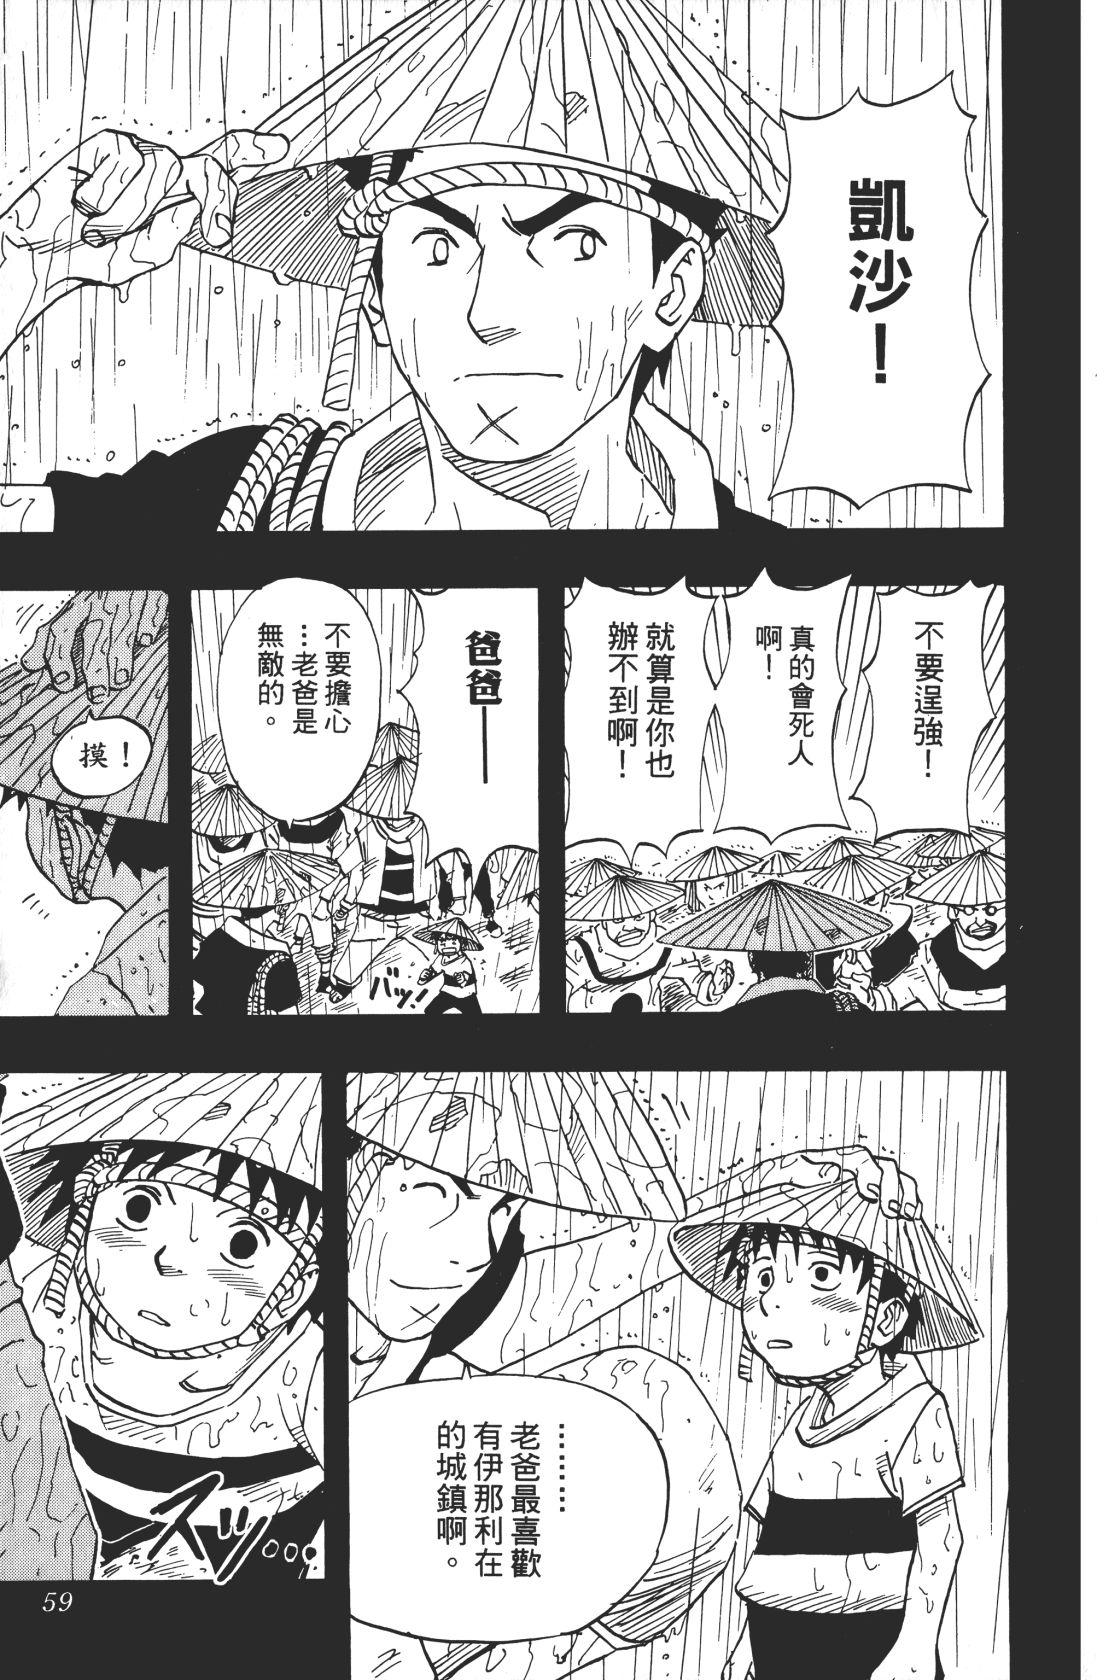 凱沙！
不要逞強！
真的會死人
啊！
就算是你也
辦不到啊！
爸爸——
不要擔心
…老爸是
無敵的。
バッ！
摸！
………
老爸最喜歡
有伊那利在
的城鎮啊。
スッ。。。
59